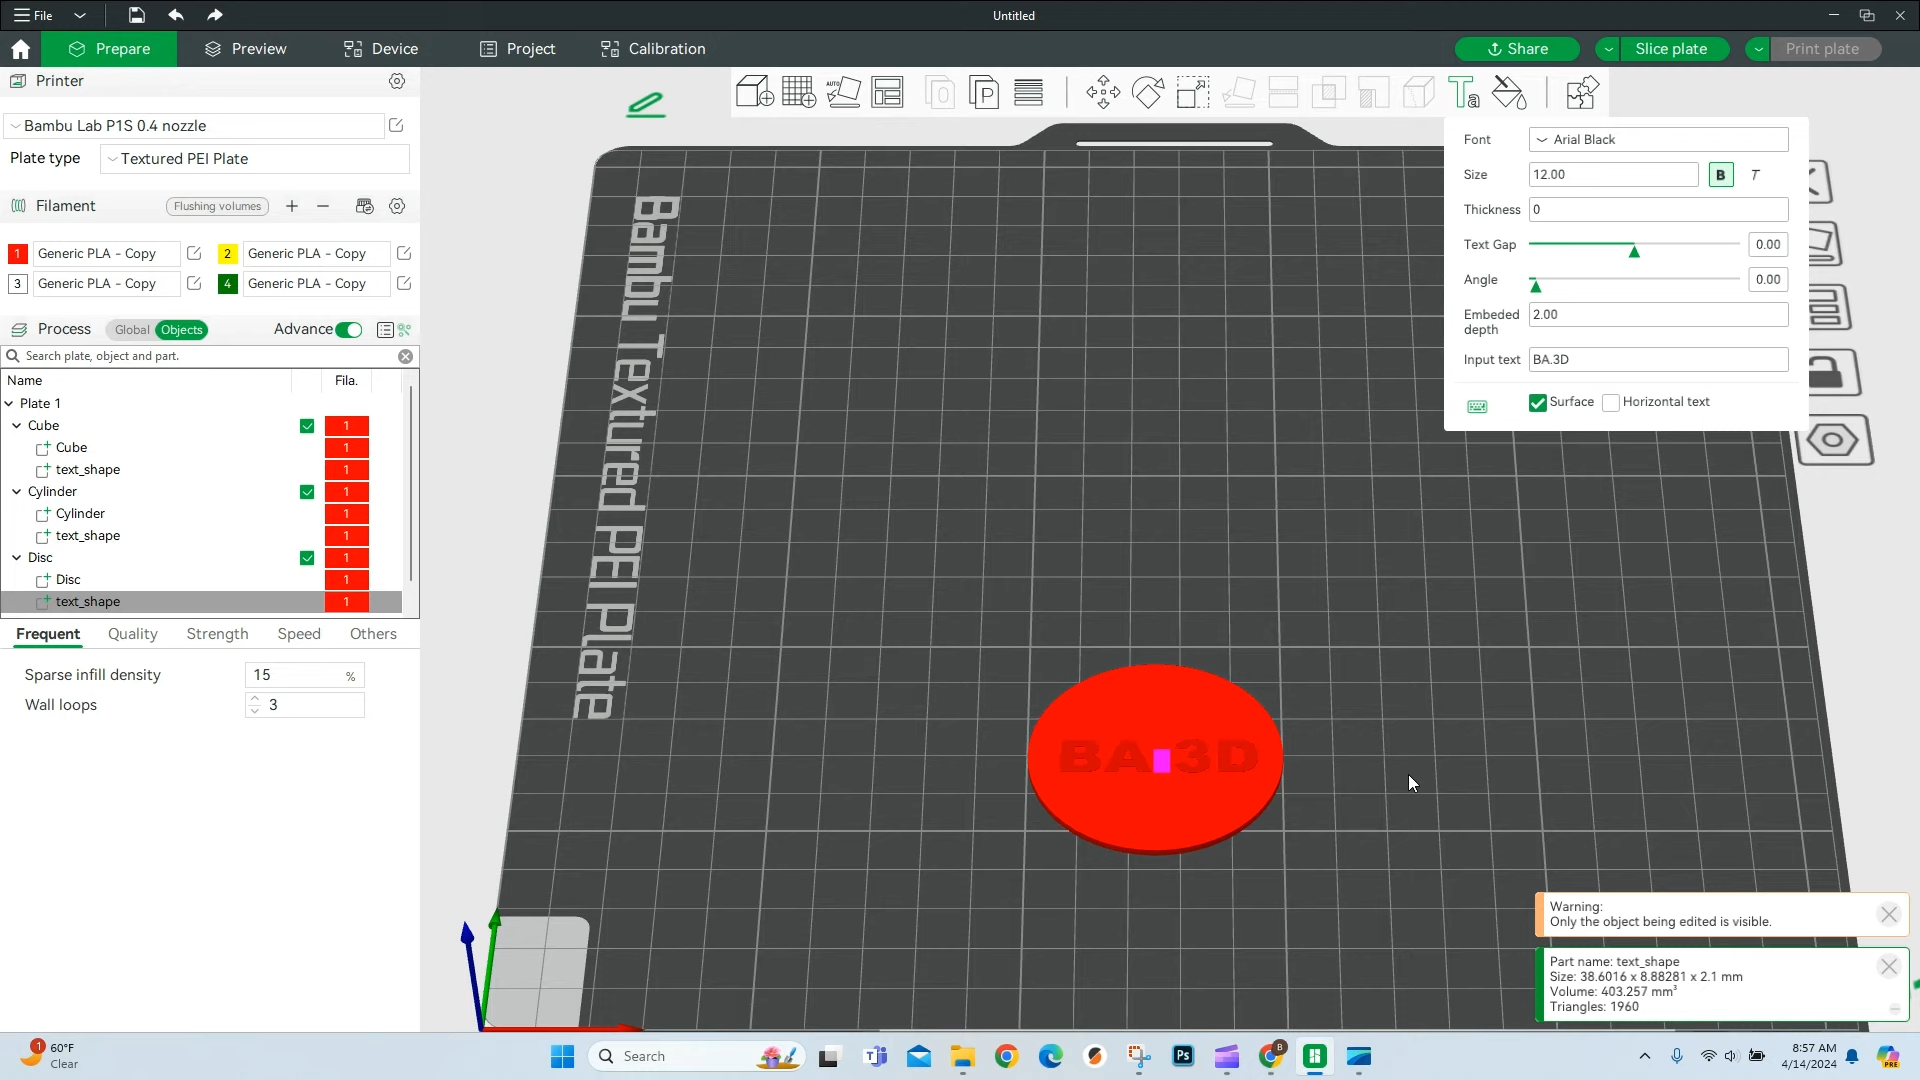 File
Untitled
Prepare
Preview
Device
Project
Calibration
Share
Slice plate
Print plate
Printer
Bambu Lab P1S 0.4 nozzle
Plate type
Textured PEI Plate
Filament
Flushing volumes
1 Generic PLA - Copy
2 Generic PLA - Copy
3 Generic PLA - Copy
4 Generic PLA - Copy
Process
Global
Objects
Advance
Search plate, object and part.
Name Fila.
Plate 1
Cube 1
Cube 1
text_shape 1
Cylinder 1
Cylinder 1
text_shape 1
Disc 1
Disc 1
text_shape 1
Frequent
Quality
Strength
Speed
Others
Sparse infill density 15 %
Wall loops 3
AUTO
0
P
Ta
Bambu Textured PEI Plate
BA.3D
Font Arial Black
Size 12.00 B T
Thickness 0
Text Gap 0.00
Angle 0.00
Embeded depth 2.00
Input text BA.3D
Surface
Horizontal text
Warning:
Only the object being edited is visible.
Part name: text_shape
Size: 38.6016 x 8.88281 x 2.1 mm
Volume: 403.257 mm³
Triangles: 1960
1
60°F
Clear
Search
Ps
B
8:57 AM
4/14/2024
PRE